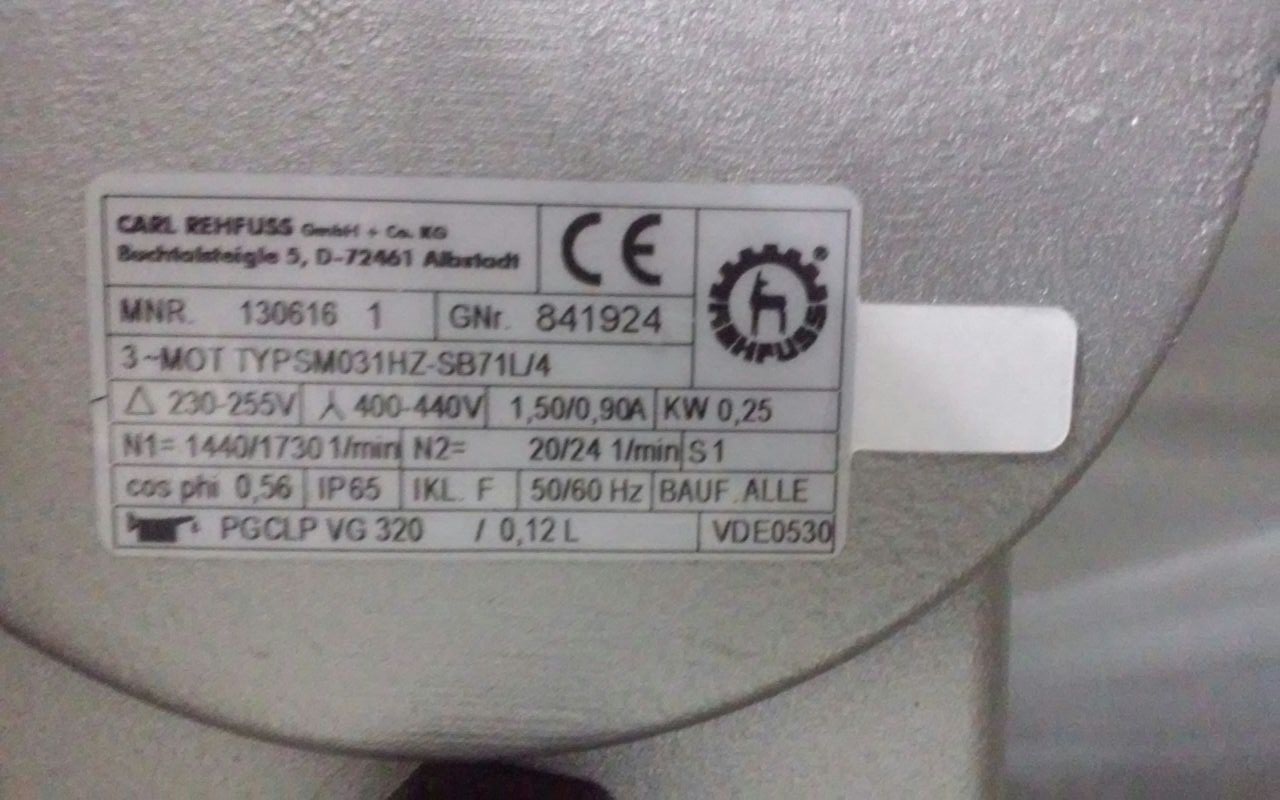 CARL REHFUSS GmbH + Co. KG
Buchtalsteigle 5, D-72461 Albstadt
CE
REHFUSS ®
MNR. 130616 1 GNr. 841924
3~MOT TYPSM031HZ-SB71L/4
△ 230-255V 人 400-440V 1,50/0,90A KW 0,25
N1= 1440/1730 1/min N2= 20/24 1/min S1
cos phi 0,56 IP65 IKL. F 50/60 Hz BAUF. ALLE
PGCLP VG 320 / 0,12 L VDE0530